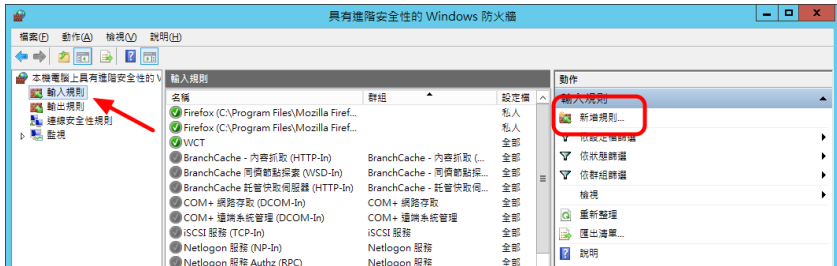 具有進階安全性的 Windows 防火牆
檔案(F) 動作(A) 檢視(V) 說明(H)
本機電腦上具有進階安全性的 V
輸入規則
輸出規則
連線安全性規則
監視
輸入規則
名稱 群組 設定檔
Firefox (C:\Program Files\Mozilla Firef... 私人
Firefox (C:\Program Files\Mozilla Firef... 私人
WCT 全部
BranchCache - 內容抓取 (HTTP-In) BranchCache - 內容抓取 (... 全部
BranchCache 同儕節點探索 (WSD-In) BranchCache - 同儕節點探... 全部
BranchCache 託管快取伺服器 (HTTP-In) BranchCache - 託管快取伺... 全部
COM+ 網路存取 (DCOM-In) COM+ 網路存取 全部
COM+ 遠端系統管理 (DCOM-In) COM+ 遠端系統管理 全部
iSCSI 服務 (TCP-In) iSCSI 服務 全部
Netlogon 服務 (NP-In) Netlogon 服務 全部
Netlogon 服務 Authz (RPC) Netlogon 服務 全部
動作
輸入規則
新增規則...
依設定檔篩選
依狀態篩選
依群組篩選
檢視
重新整理
匯出清單...
說明